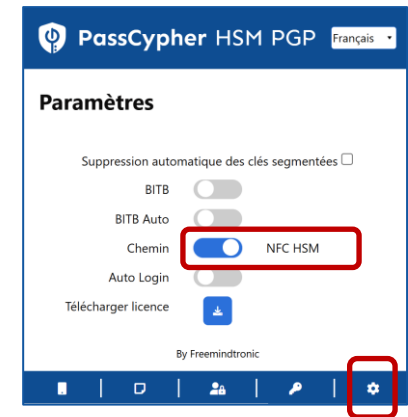 PassCypher HSM PGP Français
Paramètres
Suppression automatique des clés segmentées
BITB
BITB Auto
Chemin NFC HSM
Auto Login
Télécharger licence
By Freemindtronic